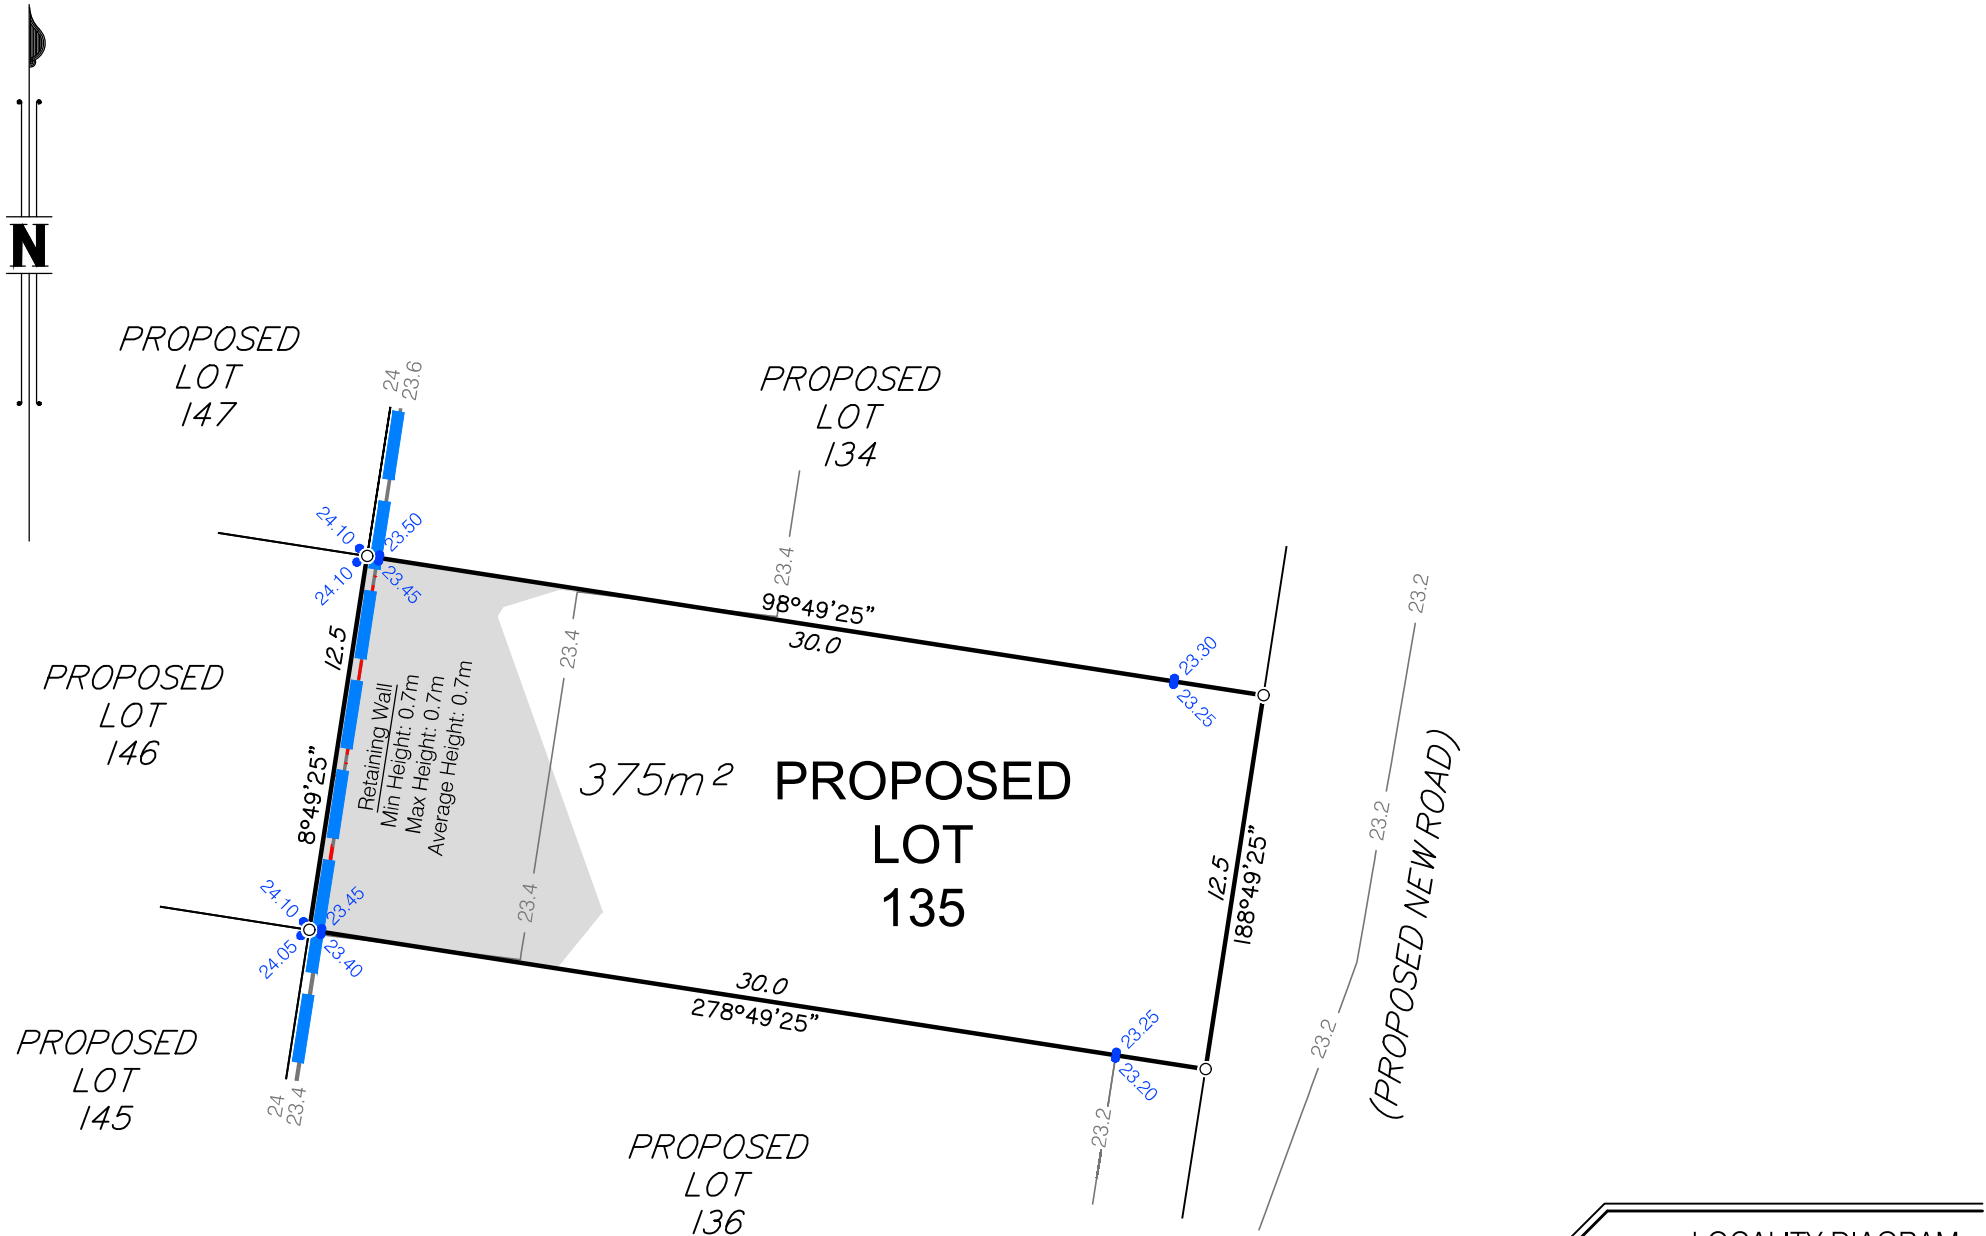 N
PROPOSED
LOT
147
24
23.6
PROPOSED
LOT
134
24.10
23.50
24.10
23.45
23.4
98°49'25"
30.0
23.4
23.30
23.25
23.2
12.5
8°49'25"
PROPOSED
LOT
146
Retaining Wall
Min Height: 0.7m
Max Height: 0.7m
Average Height: 0.7m
375m²
PROPOSED
LOT
135
23.2
(PROPOSED NEW ROAD)
12.5
188°49'25"
23.4
24.10
23.45
24.05
23.40
30.0
278°49'25"
23.25
23.20
23.2
23.2
PROPOSED
LOT
145
24
23.4
PROPOSED
LOT
136
LOCALITY DIAGRAM